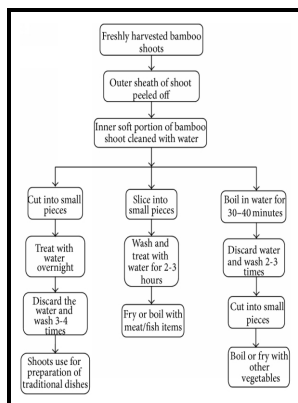 Freshly harvested bamboo
shoots
Outer sheath of shoot
peeled off
Inner soft portion of bamboo
shoot cleaned with water
Cut into small
pieces
Treat with
water overnight
Discard the
water and wash 3-4
times
Shoots use for
preparation of
traditional dishes
Slice into
small pieces
Wash and
treat with
water for 2-3
hours
Fry or boil with
meat/fish items
Boil in water for
30–40 minutes
Discard water
and wash 2-3
times
Cut into small
pieces
Boil or fry with
other
vegetables